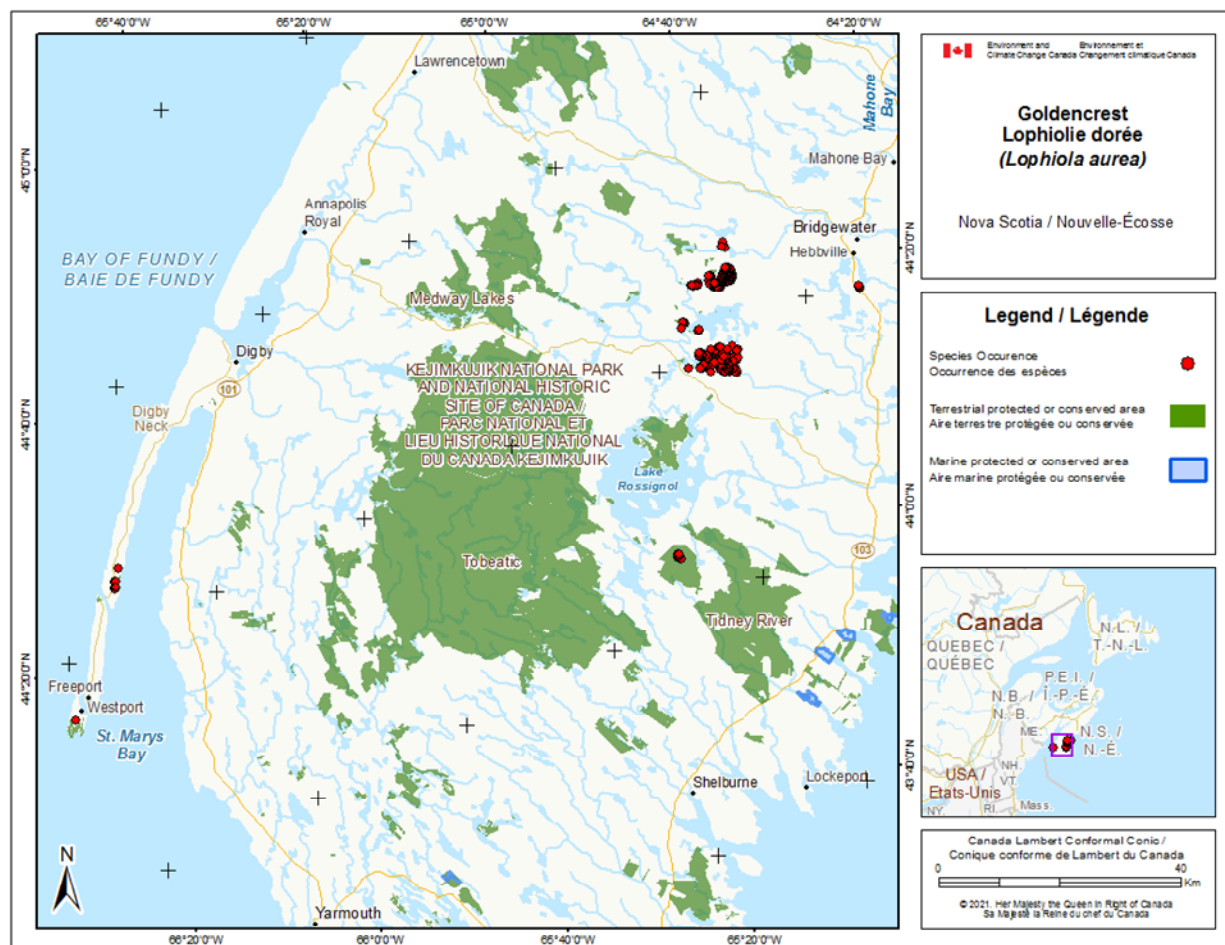 65°40'0"W
65°20'0"W
65°0'0"W
64°40'0"W
64°20'0"W
Lawrencetown
Mahone
Bay
Mahone Bay
45°0'0"N
Annapolis
Royal
Bridgewater
Hebbville
44°20'0"N
BAY OF FUNDY /
BAIE DE FUNDY
Medway Lakes
Digby
101
KEJIMKUJIK NATIONAL PARK
AND NATIONAL HISTORIC
SITE OF CANADA /
PARC NATIONAL ET
LIEU HISTORIQUE NATIONAL
DU CANADA KEJIMKUJIK
Digby
Neck
44°40'0"N
Lake
Rossignol
44°0'0"N
103
Tobeatic
Tidney River
44°20'0"N
Freeport
Westport
St. Marys
Bay
Shelburne
Lockeport
43°40'0"N
N
Yarmouth
66°20'0"W
66°0'0"W
65°40'0"W
65°20'0"W
Environment and
Climate Change Canada
Environnement et
Changement climatique Canada
Goldencrest
Lophiolie dorée
(Lophiola aurea)
Nova Scotia / Nouvelle-Écosse
Legend / Légende
Species Occurence
Occurrence des espèces
Terrestrial protected or conserved area
Aire terrestre protégée ou conservée
Marine protected or conserved area
Aire marine protégée ou conservée
Canada
QUEBEC /
QUÉBEC
N.L. /
T.-N.-L.
P.E.I. /
Î.-P.-É.
N.B. /
N.-B.
ME.
N.S. /
N.-É.
NH.
VT.
USA /
Etats-Unis
NY.
RI.
Mass.
Canada Lambert Conformal Conic /
Conique conforme de Lambert du Canada
0
40
Km
© 2021. Her Majesty the Queen in Right of Canada
Sa Majesté la Reine du chef du Canada